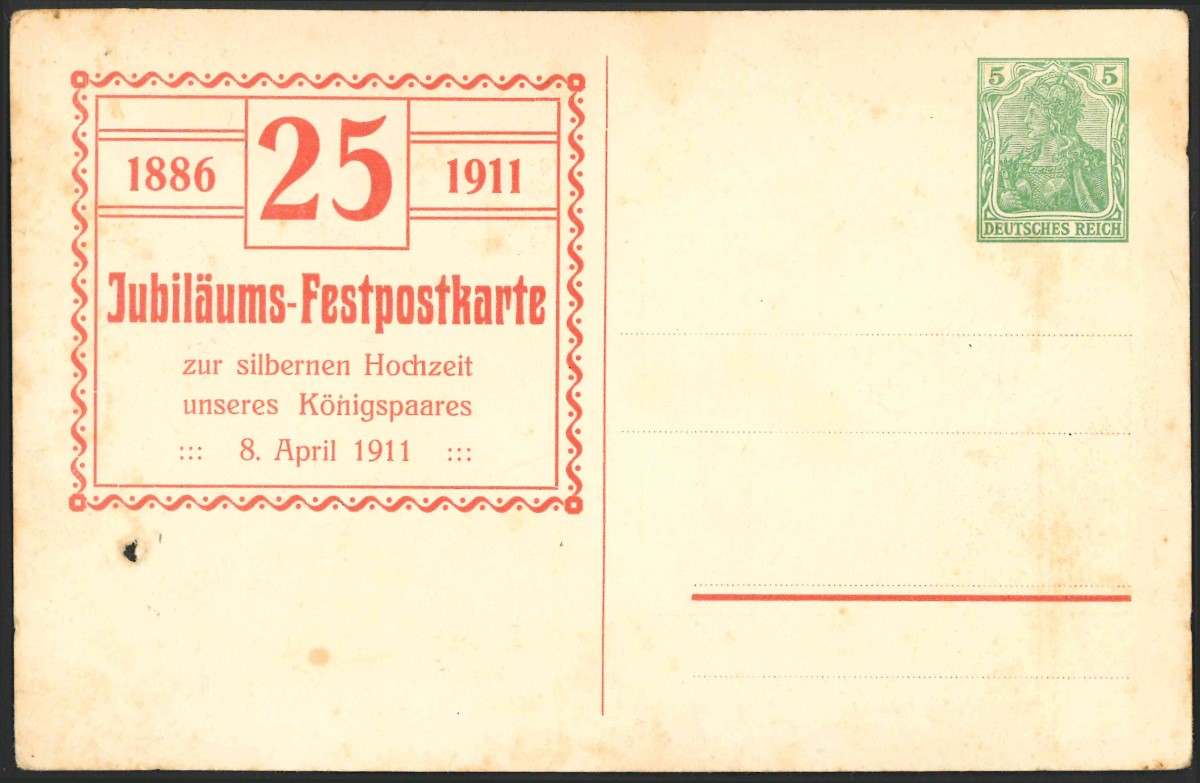 1886 25 1911
Jubiläums-Festpostkarte
zur silbernen Hochzeit
unseres Königspaares
::: 8. April 1911 :::
5 5
DEUTSCHES REICH